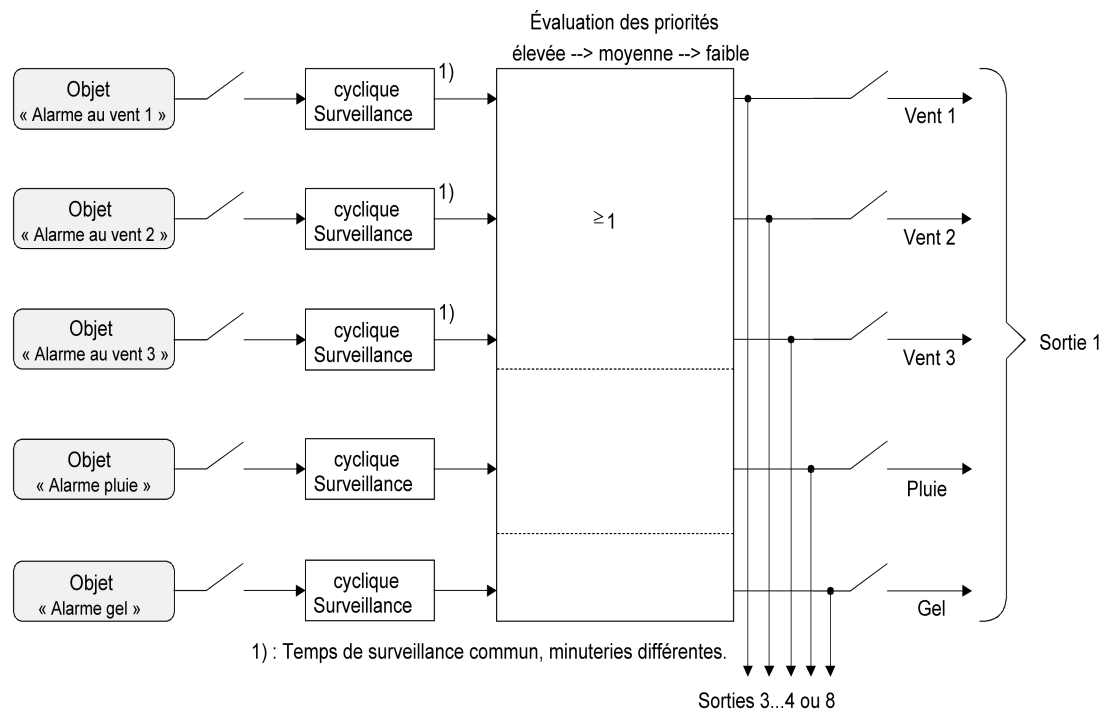 Évaluation des priorités
élevée --> moyenne --> faible
Objet
« Alarme au vent 1 »
cyclique
Surveillance
1)
Vent 1
Objet
« Alarme au vent 2 »
cyclique
Surveillance
1)
≥1
Vent 2
Objet
« Alarme au vent 3 »
cyclique
Surveillance
1)
Vent 3
Sortie 1
Objet
« Alarme pluie »
cyclique
Surveillance
Pluie
Objet
« Alarme gel »
cyclique
Surveillance
Gel
1) : Temps de surveillance commun, minuteries différentes.
Sorties 3...4 ou 8